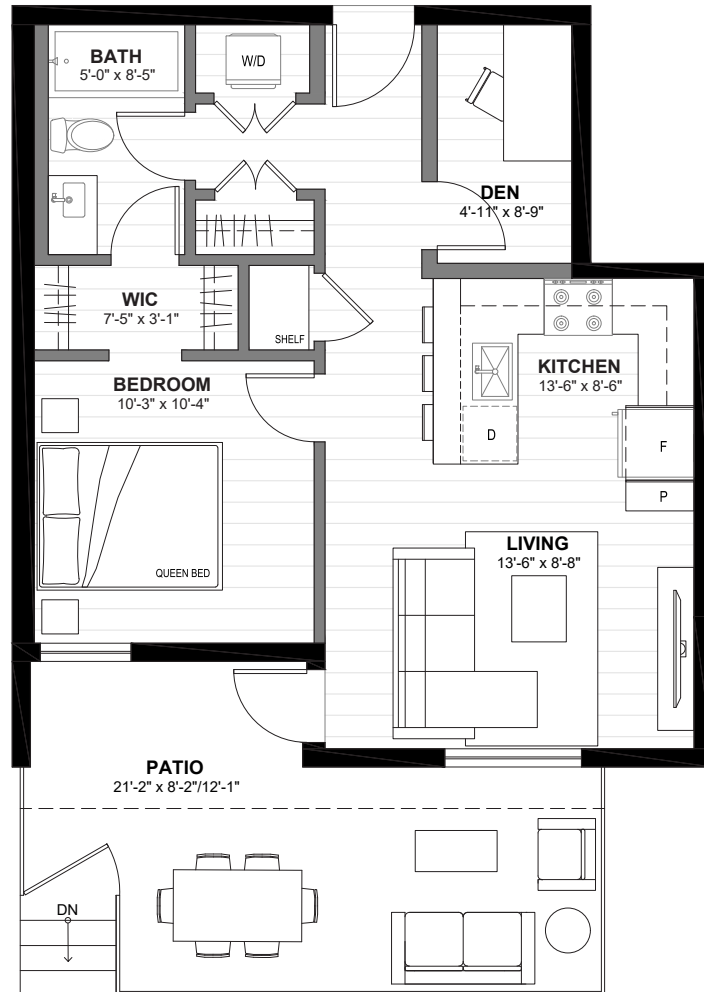 BATH
5'-0" x 8'-5"
W/D
DEN
4'-11" x 8'-9"
WIC
7'-5" x 3'-1"
SHELF
KITCHEN
13'-6" x 8'-6"
BEDROOM
10'-3" x 10'-4"
D
F
P
LIVING
13'-6" x 8'-8"
QUEEN BED
PATIO
21'-2" x 8'-2"/12'-1"
DN